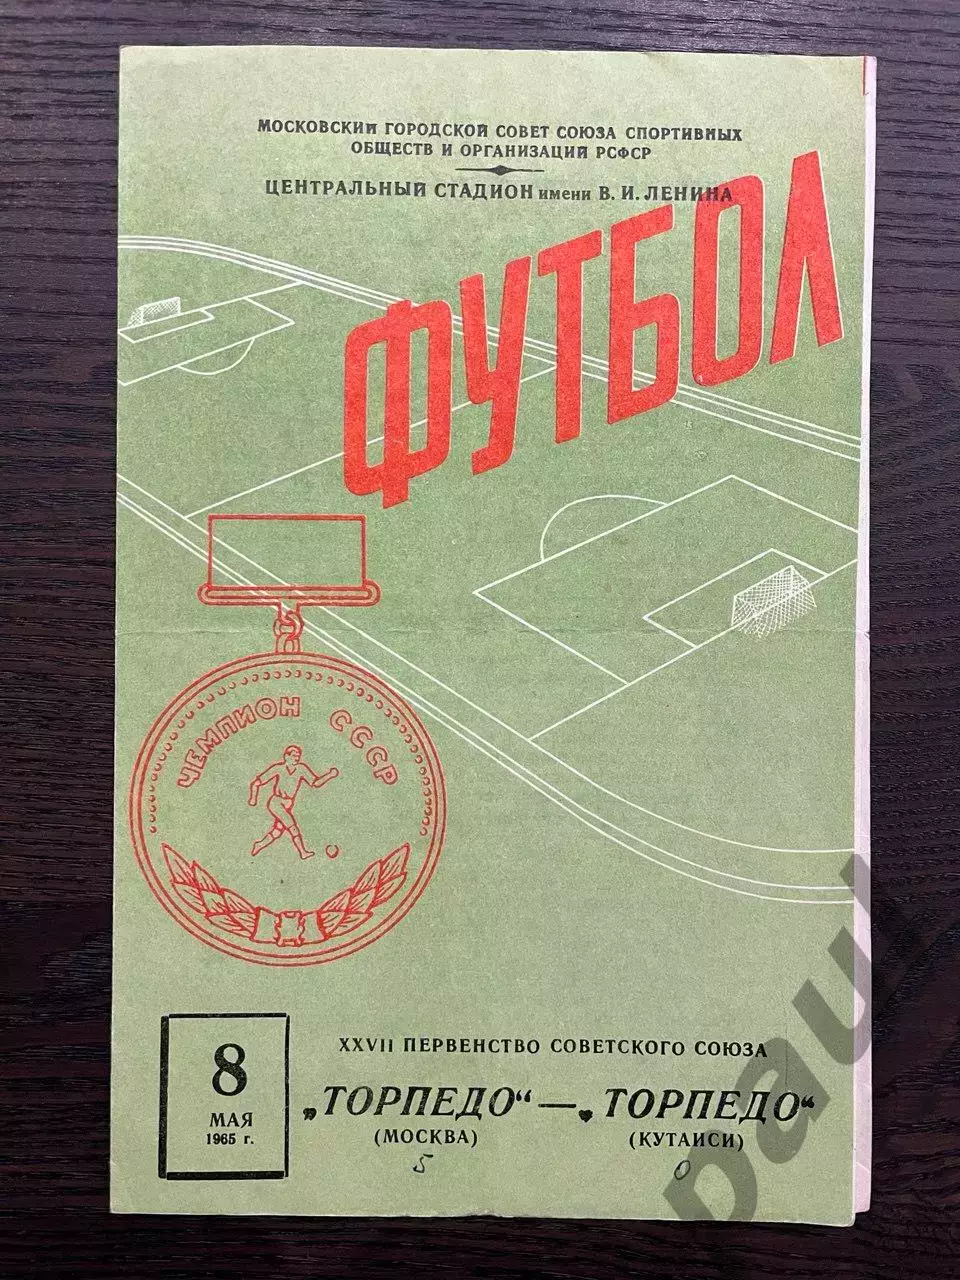 МОСКОВСКИЙ ГОРОДСКОЙ СОВЕТ СОЮЗА СПОРТИВНЫХ
ОБЩЕСТВ И ОРГАНИЗАЦИЙ РСФСР
ЦЕНТРАЛЬНЫЙ СТАДИОН имени В. И. ЛЕНИНА
ФУТБОЛ
ЧЕМПИОН СССР
8
МАЯ
1965 г.
XXVII ПЕРВЕНСТВО СОВЕТСКОГО СОЮЗА
„ТОРПЕДО“ — „ТОРПЕДО“
(МОСКВА) (КУТАИСИ)
5 0
paul